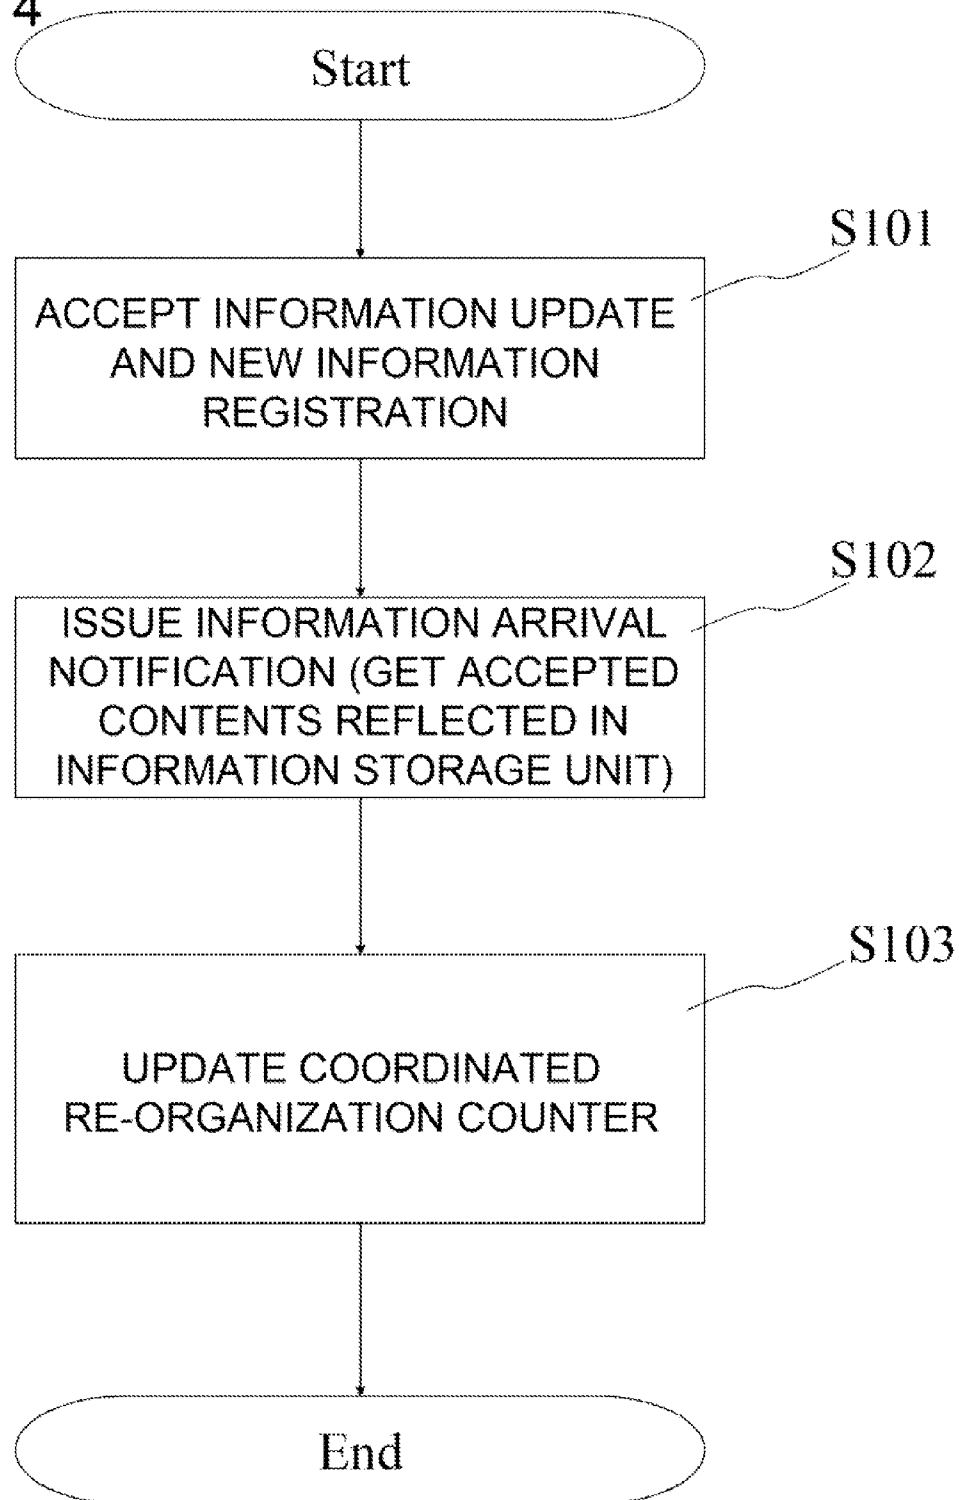 4
Start
S101
ACCEPT INFORMATION UPDATE
AND NEW INFORMATION
REGISTRATION
S102
ISSUE INFORMATION ARRIVAL
NOTIFICATION (GET ACCEPTED
CONTENTS REFLECTED IN
INFORMATION STORAGE UNIT)
S103
UPDATE COORDINATED
RE-ORGANIZATION COUNTER
End